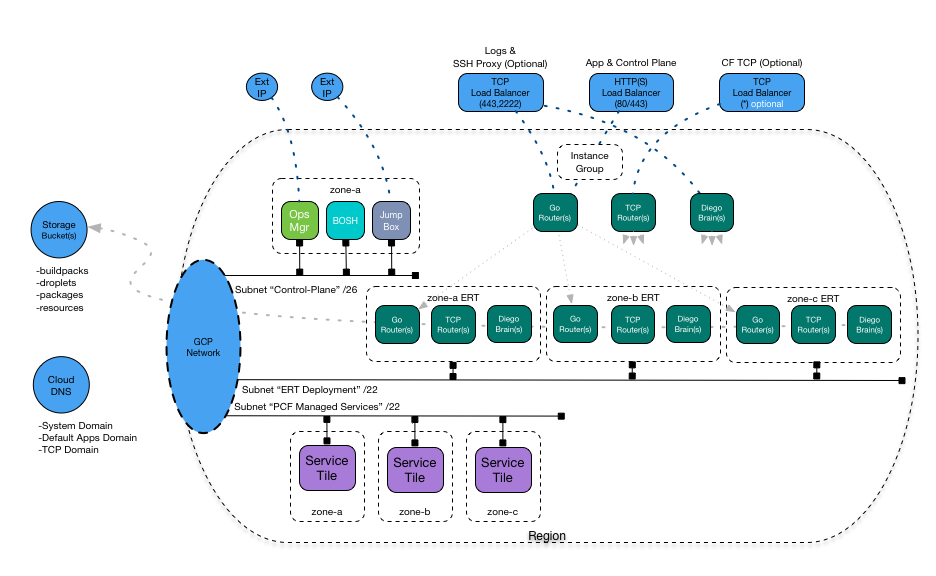 Logs &
SSH Proxy (Optional)
App & Control Plane
CF TCP (Optional)
Ext
IP
Ext
IP
TCP
Load Balancer
(443,2222)
HTTP(S)
Load Balancer
(80/443)
TCP
Load Balancer
(*) optional
Instance
Group
zone-a
Ops
Mgr
BOSH
Jump
Box
Go
Router(s)
TCP
Router(s)
Diego
Brain(s)
Storage
Bucket(s)
-buildpacks
-droplets
-packages
-resources
Subnet “Control-Plane” /26
zone-a ERT
Go
Router(s)
TCP
Router(s)
Diego
Brain(s)
zone-b ERT
Go
Router(s)
TCP
Router(s)
Diego
Brain(s)
zone-c ERT
Go
Router(s)
TCP
Router(s)
Diego
Brain(s)
GCP
Network
Cloud
DNS
-System Domain
-Default Apps Domain
-TCP Domain
Subnet “ERT Deployment” /22
Subnet “PCF Managed Services” /22
Service
Tile
zone-a
Service
Tile
zone-b
Service
Tile
zone-c
Region